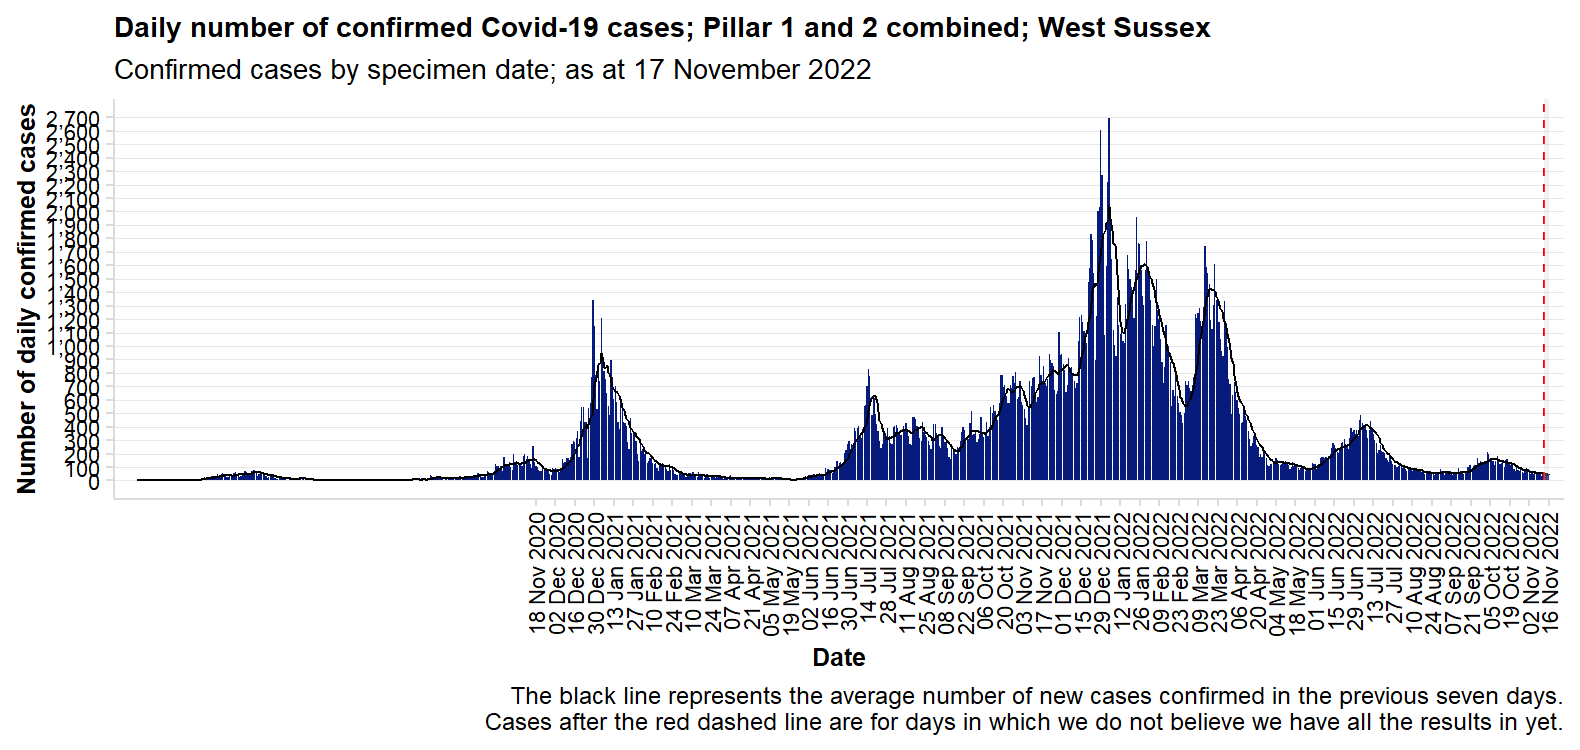 Daily number of confirmed Covid-19 cases; Pillar 1 and 2 combined; West Sussex
Confirmed cases by specimen date; as at 17 November 2022
Number of daily confirmed cases
2,700
2,600
2,500
2,400
2,300
2,200
2,100
2,000
1,900
1,800
1,700
1,600
1,500
1,400
1,300
1,200
1,100
1,000
900
800
700
600
500
400
300
200
100
0
18 Nov 2020
02 Dec 2020
16 Dec 2020
30 Dec 2020
13 Jan 2021
27 Jan 2021
10 Feb 2021
24 Feb 2021
10 Mar 2021
24 Mar 2021
07 Apr 2021
21 Apr 2021
05 May 2021
19 May 2021
02 Jun 2021
16 Jun 2021
30 Jun 2021
14 Jul 2021
28 Jul 2021
11 Aug 2021
25 Aug 2021
08 Sep 2021
22 Sep 2021
06 Oct 2021
20 Oct 2021
03 Nov 2021
17 Nov 2021
01 Dec 2021
15 Dec 2021
29 Dec 2021
12 Jan 2022
26 Jan 2022
09 Feb 2022
23 Feb 2022
09 Mar 2022
23 Mar 2022
06 Apr 2022
20 Apr 2022
04 May 2022
18 May 2022
01 Jun 2022
15 Jun 2022
29 Jun 2022
13 Jul 2022
27 Jul 2022
10 Aug 2022
24 Aug 2022
07 Sep 2022
21 Sep 2022
05 Oct 2022
19 Oct 2022
02 Nov 2022
16 Nov 2022
Date
The black line represents the average number of new cases confirmed in the previous seven days.
Cases after the red dashed line are for days in which we do not believe we have all the results in yet.